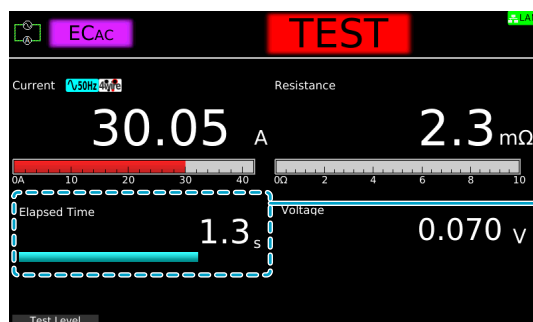 ECAC TEST LAN
Current 50Hz 4Wire Resistance
30.05 A 2.3 mΩ
0A 10 20 30 40 0Ω 2 4 6 8 10
Elapsed Time Voltage
1.3 s 0.070 V
Test Level